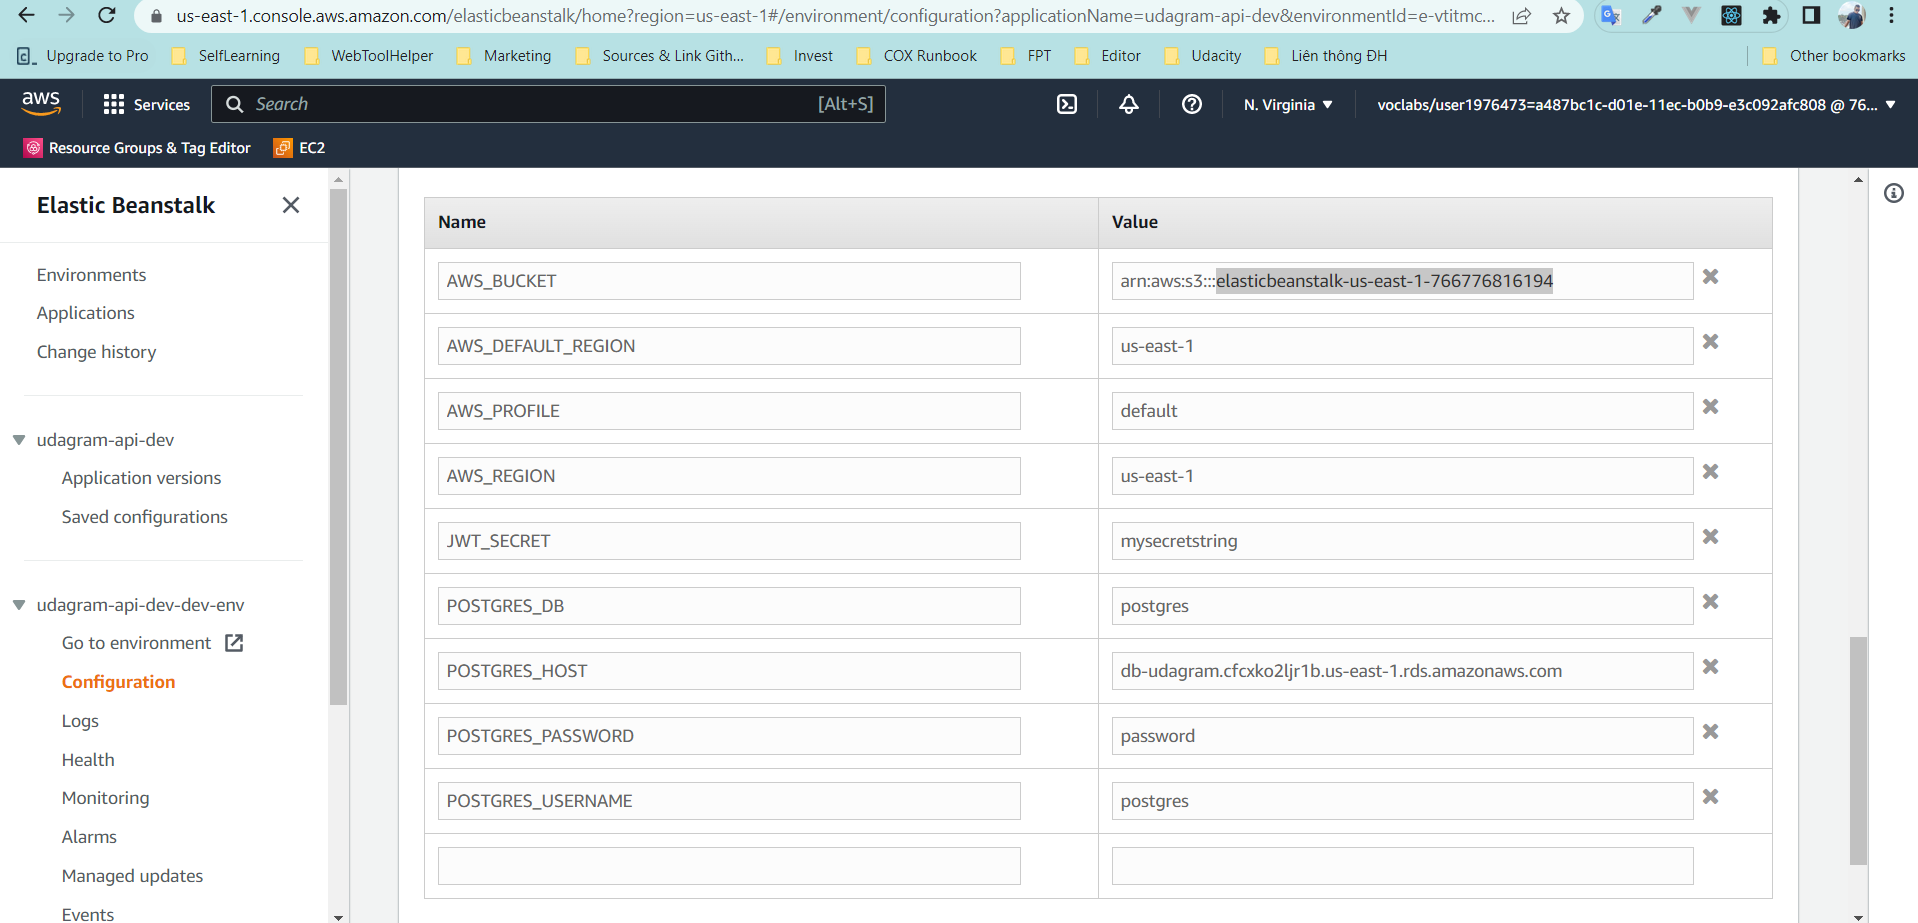 us-east-1.console.aws.amazon.com/elasticbeanstalk/home?region=us-east-1#/environment/configuration?applicationName=udagram-api-dev&environmentId=e-vtitmc...
Upgrade to Pro SelfLearning WebToolHelper Marketing Sources & Link Gith... Invest COX Runbook FPT Editor Udacity Liên thông ĐH Other bookmarks
aws Services Search [Alt+S] N. Virginia ▼ voclabs/user1976473=a487bc1c-d01e-11ec-b0b9-e3c092afc808 @ 76... ▼
Resource Groups & Tag Editor EC2
Elastic Beanstalk
Environments
Applications
Change history
udagram-api-dev
Application versions
Saved configurations
udagram-api-dev-dev-env
Go to environment
Configuration
Logs
Health
Monitoring
Alarms
Managed updates
Events
Name Value
AWS_BUCKET arn:aws:s3:::elasticbeanstalk-us-east-1-766776816194
AWS_DEFAULT_REGION us-east-1
AWS_PROFILE default
AWS_REGION us-east-1
JWT_SECRET mysecretstring
POSTGRES_DB postgres
POSTGRES_HOST db-udagram.cfcxko2ljr1b.us-east-1.rds.amazonaws.com
POSTGRES_PASSWORD password
POSTGRES_USERNAME postgres